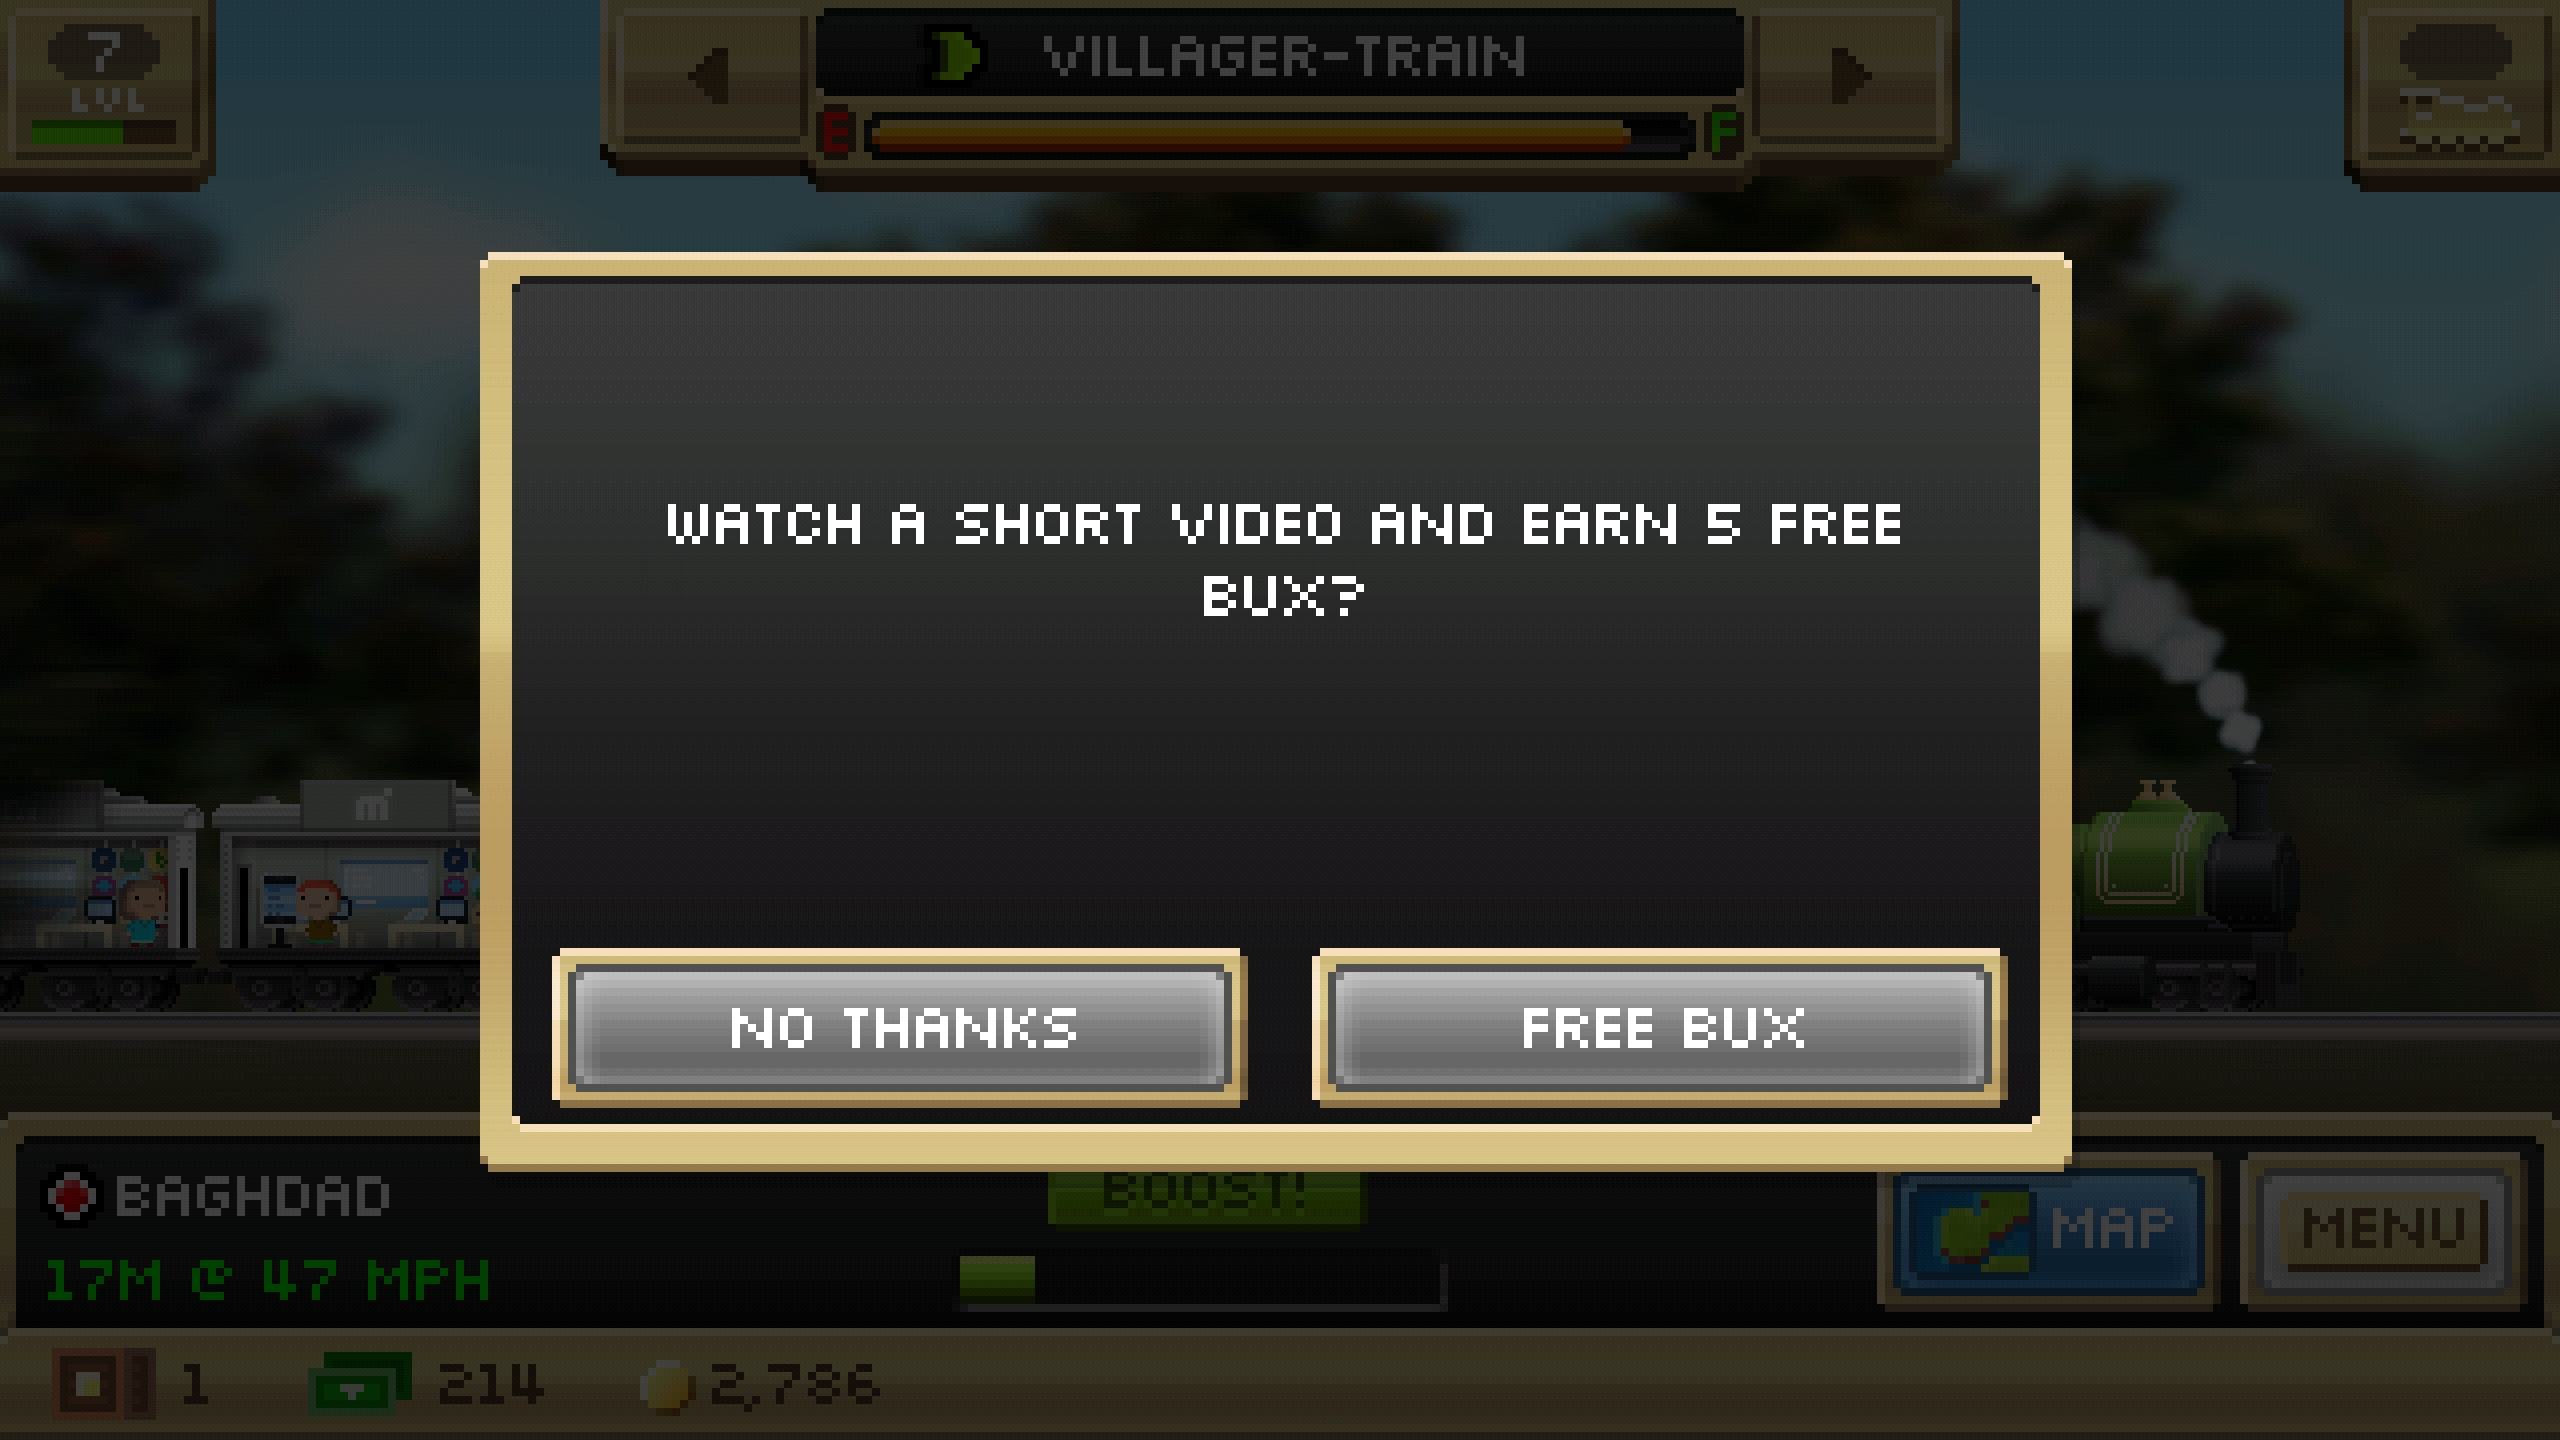 7
LVL
VILLAGER-TRAIN
E F
WATCH A SHORT VIDEO AND EARN 5 FREE
BUX?
NO THANKS
FREE BUX
BAGHDAD
17M @ 47 MPH
BOOST!
MAP
MENU
1
214
2,786